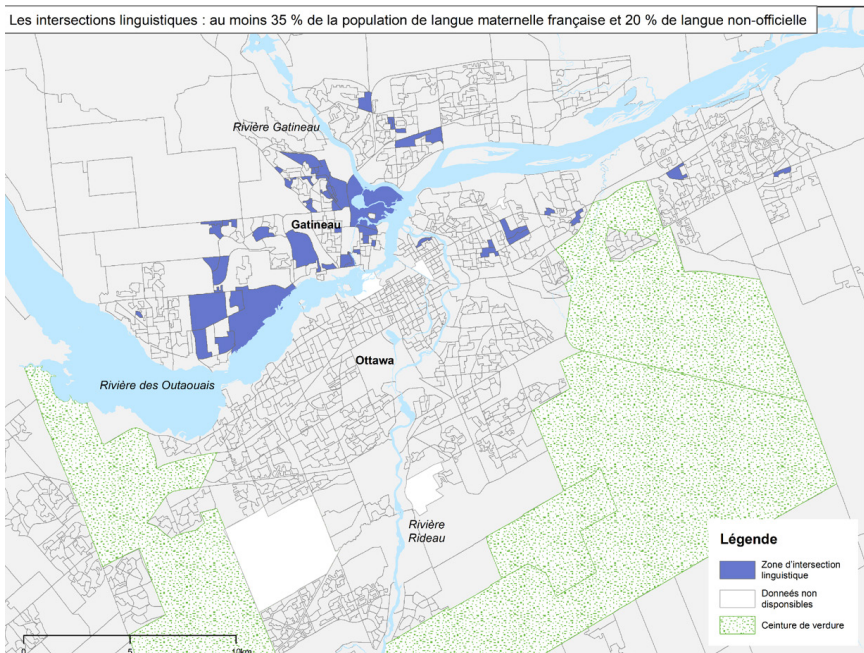 Les intersections linguistiques : au moins 35 % de la population de langue maternelle française et 20 % de langue non-officielle
Rivière Gatineau
Gatineau
Ottawa
Rivière des Outaouais
Rivière
Rideau
Légende
Zone d'intersection
linguistique
Donneés non
disponsibles
Ceinture de verdure
0 5 10km